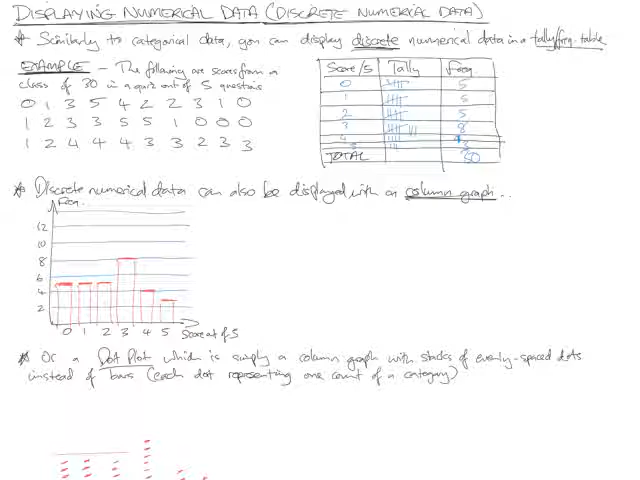 DISPLAYING NUMERICAL DATA (DISCRETE NUMERICAL DATA)
* Similarly to categorical data, you can display discrete numerical data in a tally/freq. table
EXAMPLE - The following are scores from a
class of 30 in a quiz out of 5 questions
0 1 3 5 4 2 2 3 1 0
1 2 3 3 5 5 1 0 0 0
1 2 4 4 4 3 3 2 3 3
Score/5 Tally Freq.
0 5
1 5
2 5
3 8
4 4
5 3
TOTAL 30
* Discrete numerical data can also be displayed with an column graph...
Freq.
12
10
8
6
4
2
0 1 2 3 4 5 Score out of 5
* Or a Dot Plot which is simply a column graph with stacks of evenly-spaced dots
instead of bars (each dot representing one count of a category)